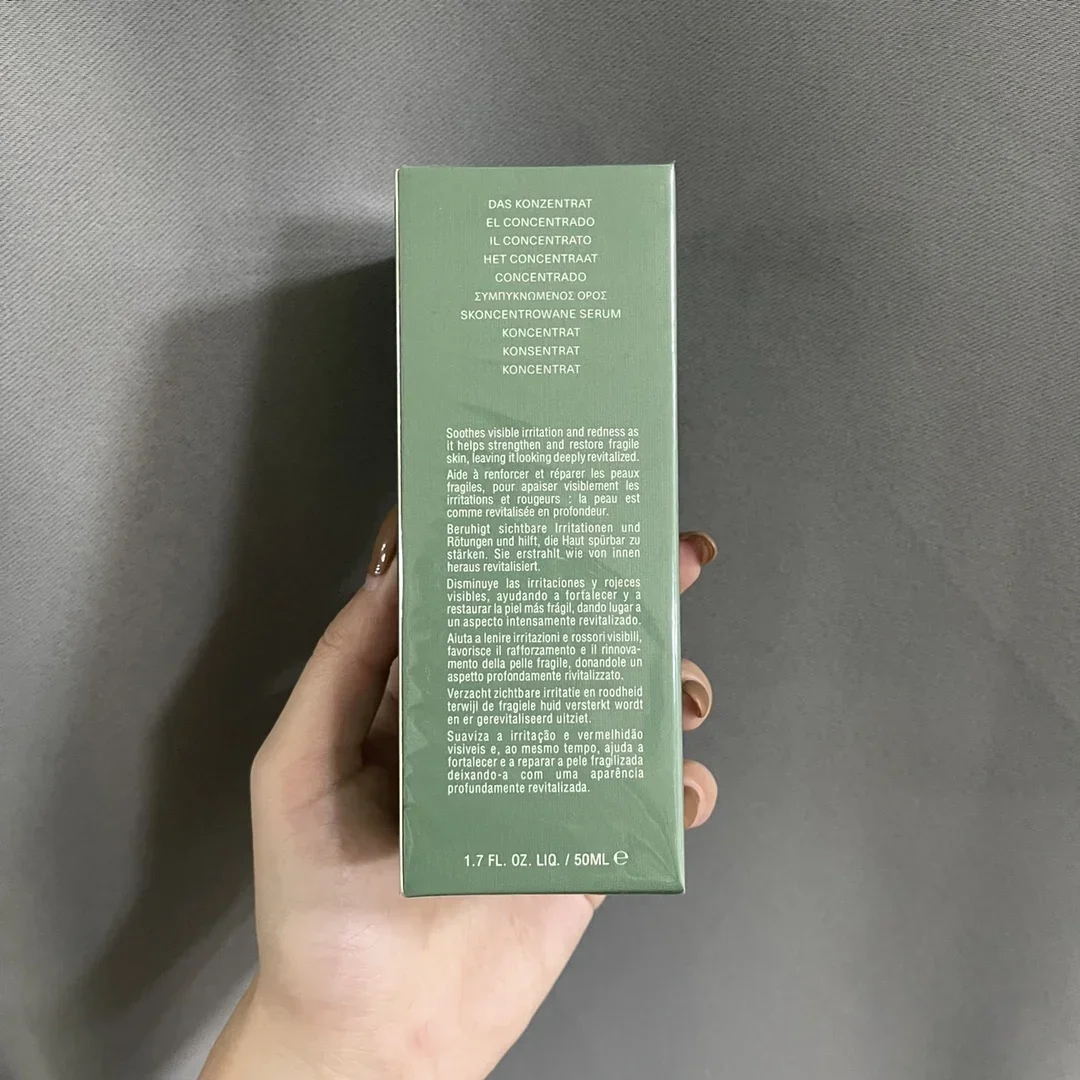 DAS KONZENTRAT
EL CONCENTRADO
IL CONCENTRATO
HET CONCENTRAAT
CONCENTRADO
ΣΥΜΠΥΚΝΩΜΕΝΟΣ ΟΡΟΣ
SKONCENTROWANE SERUM
KONCENTRAT
KONSENTRAT
KONCENTRAT
Soothes visible irritation and redness as
it helps strengthen and restore fragile
skin, leaving it looking deeply revitalized.
Aide à renforcer et réparer les peaux
fragiles, pour apaiser visiblement les
irritations et rougeurs : la peau est
comme revitalisée en profondeur.
Beruhigt sichtbare Irritationen und
Rötungen und hilft, die Haut spürbar zu
stärken. Sie erstrahlt wie von innen
heraus revitalisiert.
Disminuye las irritaciones y rojeces
visibles, ayudando a fortalecer y a
restaurar la piel más frágil, dando lugar a
un aspecto intensamente revitalizado.
Aiuta a lenire irritazioni e rossori visibili,
favorisce il rafforzamento e il rinnova-
mento della pelle fragile, donandole un
aspetto profondamente rivitalizzato.
Verzacht zichtbare irritatie en roodheid
terwijl de fragiele huid versterkt wordt
en er gerevitaliseerd uitziet.
Suaviza a irritação e vermelhidão
visiveis e, ao mesmo tempo, ajuda a
fortalecer e a reparar a pele fragilizada
deixando-a com uma aparência
profundamente revitalizada.
1.7 FL. OZ. LIQ. / 50ML ℮